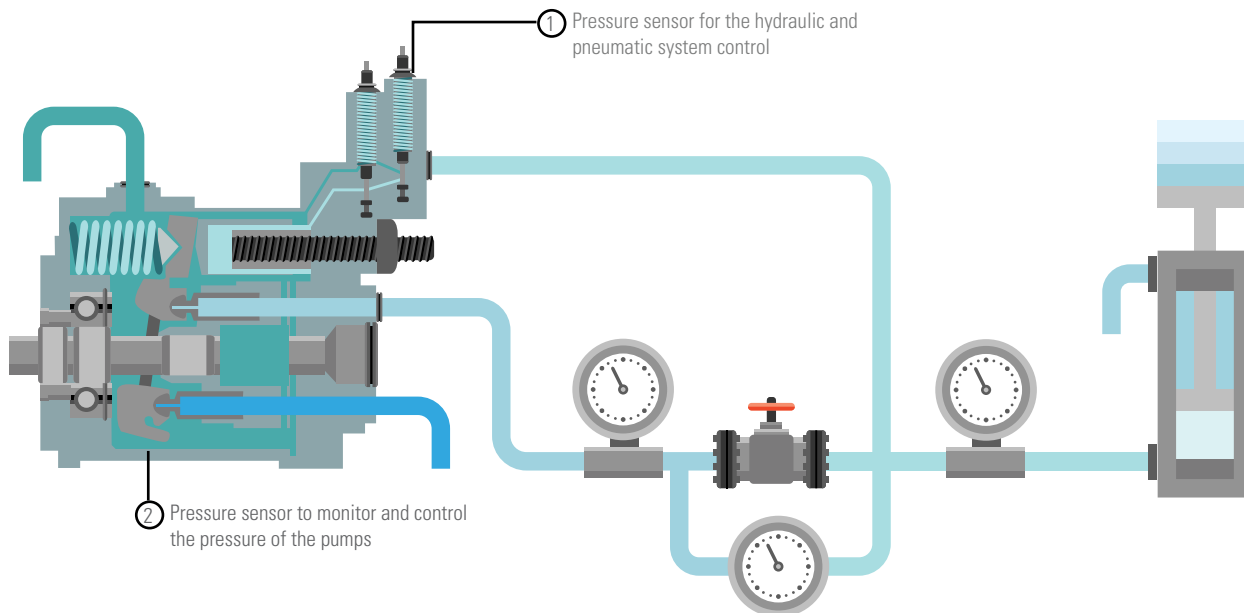 1 Pressure sensor for the hydraulic and
pneumatic system control
2 Pressure sensor to monitor and control
the pressure of the pumps